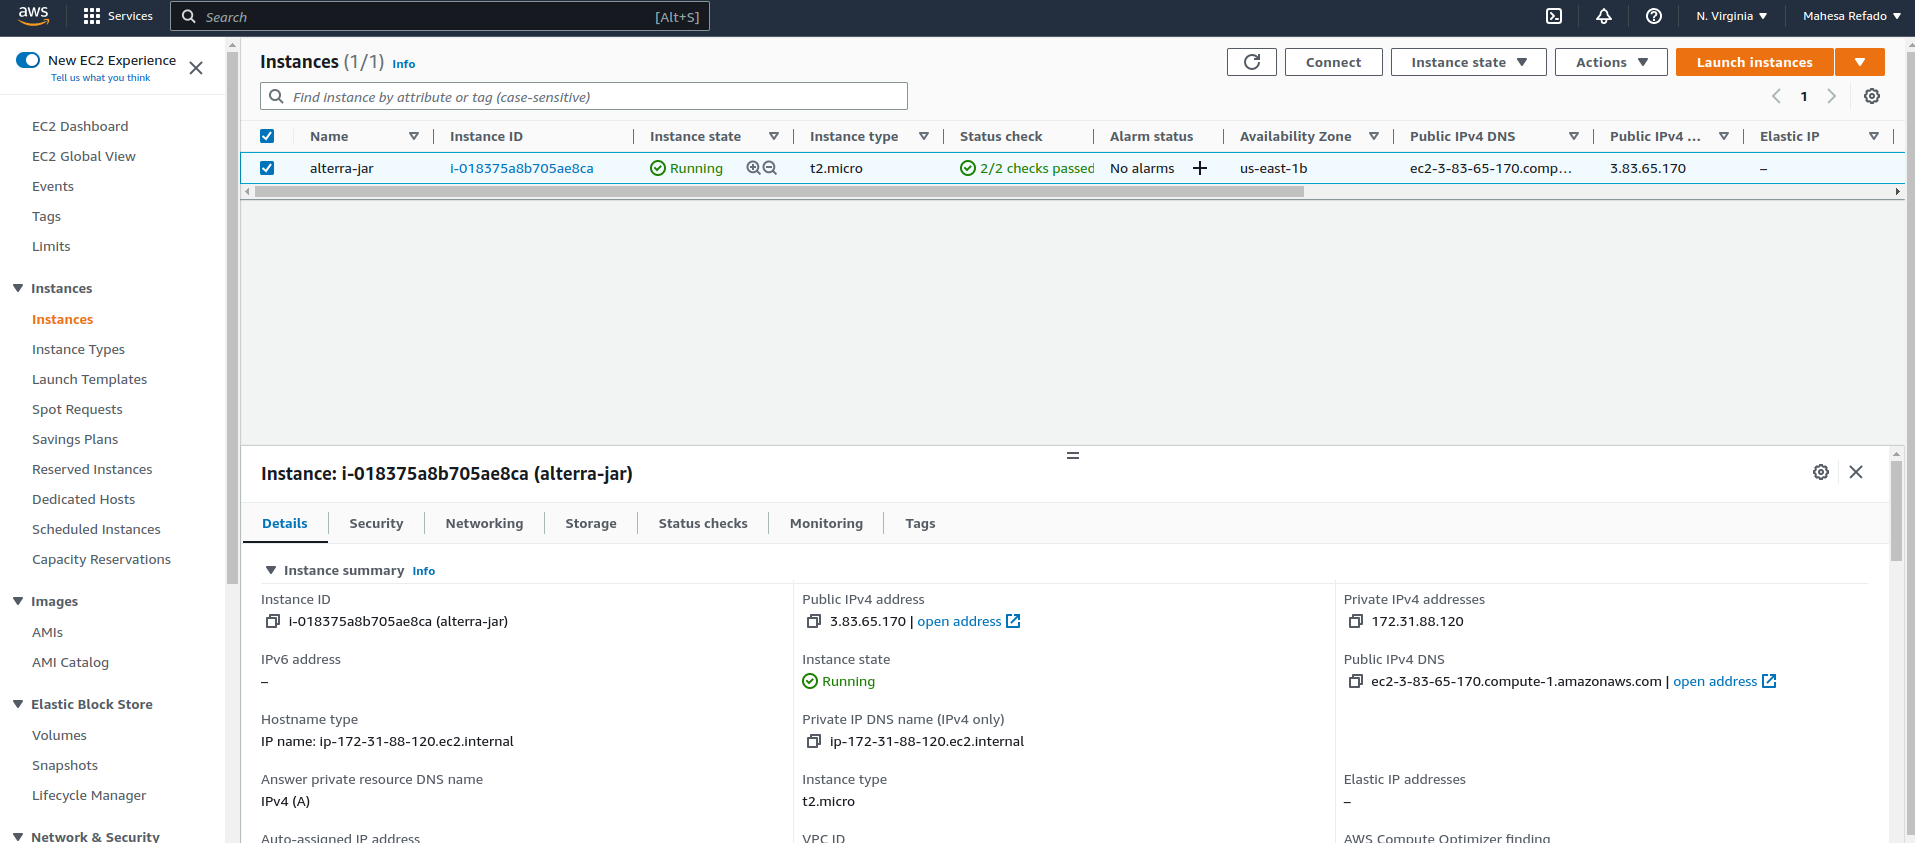 aws
Services
Search
[Alt+S]
N. Virginia
Mahesa Refado
New EC2 Experience
Tell us what you think
EC2 Dashboard
EC2 Global View
Events
Tags
Limits
Instances
Instances
Instance Types
Launch Templates
Spot Requests
Savings Plans
Reserved Instances
Dedicated Hosts
Scheduled Instances
Capacity Reservations
Images
AMIs
AMI Catalog
Elastic Block Store
Volumes
Snapshots
Lifecycle Manager
Network & Security
Instances (1/1) Info
Connect
Instance state
Actions
Launch instances
Find instance by attribute or tag (case-sensitive)
1
Name Instance ID Instance state Instance type Status check Alarm status Availability Zone Public IPv4 DNS Public IPv4 ... Elastic IP
alterra-jar i-018375a8b705ae8ca Running t2.micro 2/2 checks passed No alarms us-east-1b ec2-3-83-65-170.comp... 3.83.65.170 –
Instance: i-018375a8b705ae8ca (alterra-jar)
Details Security Networking Storage Status checks Monitoring Tags
Instance summary Info
Instance ID
i-018375a8b705ae8ca (alterra-jar)
Public IPv4 address
3.83.65.170 | open address
Private IPv4 addresses
172.31.88.120
IPv6 address
–
Instance state
Running
Public IPv4 DNS
ec2-3-83-65-170.compute-1.amazonaws.com | open address
Hostname type
IP name: ip-172-31-88-120.ec2.internal
Private IP DNS name (IPv4 only)
ip-172-31-88-120.ec2.internal
Answer private resource DNS name
IPv4 (A)
Instance type
t2.micro
Elastic IP addresses
–
Auto-assigned IP address
VPC ID
AWS Compute Optimizer finding